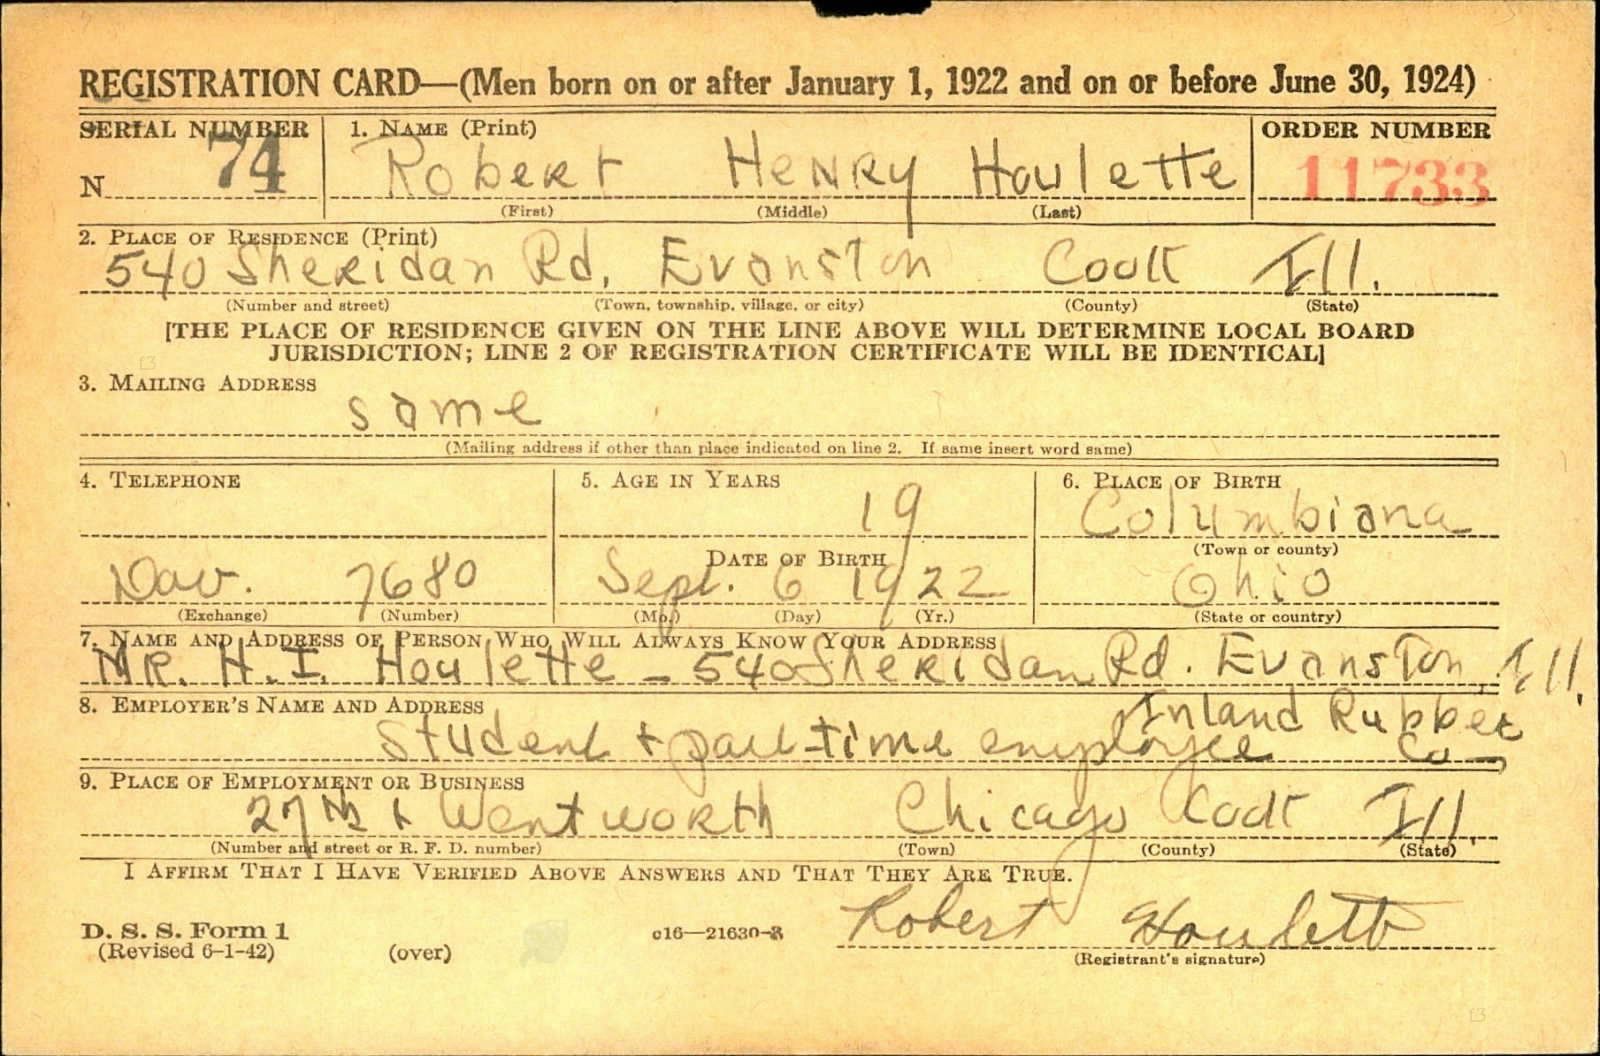 REGISTRATION CARD—(Men born on or after January 1, 1922 and on or before June 30, 1924)
SERIAL NUMBER 1. NAME (Print) ORDER NUMBER
N 74 Robert Henry Houlette 11733
(First) (Middle) (Last)
2. PLACE OF RESIDENCE (Print)
540 Sheridan Rd. Evanston Cook Ill.
(Number and street) (Town, township, village, or city) (County) (State)
[THE PLACE OF RESIDENCE GIVEN ON THE LINE ABOVE WILL DETERMINE LOCAL BOARD
JURISDICTION; LINE 2 OF REGISTRATION CERTIFICATE WILL BE IDENTICAL]
3. MAILING ADDRESS
same
(Mailing address if other than place indicated on line 2. If same insert word same)
4. TELEPHONE 5. AGE IN YEARS 6. PLACE OF BIRTH
19 Columbiana
DATE OF BIRTH (Town or county)
Dav. 7680 Sept. 6 1922 Ohio
(Exchange) (Number) (Mo.) (Day) (Yr.) (State or country)
7. NAME AND ADDRESS OF PERSON WHO WILL ALWAYS KNOW YOUR ADDRESS
MR. H. I. Houlette - 540 Sheridan Rd. Evanston, Ill.
8. EMPLOYER'S NAME AND ADDRESS Inland Rubber
Student + part-time employee Co
9. PLACE OF EMPLOYMENT OR BUSINESS
27th + Wentworth Chicago Cook Ill.
(Number and street or R. F. D. number) (Town) (County) (State)
I AFFIRM THAT I HAVE VERIFIED ABOVE ANSWERS AND THAT THEY ARE TRUE.
D. S. S. Form 1 c16—21630-2 Robert Houlette
(Revised 6-1-42) (over) (Registrant's signature)